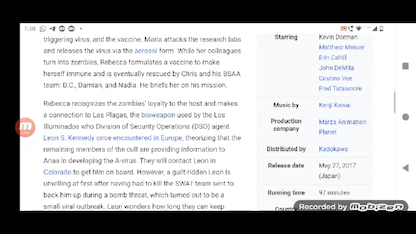 7:30
triggering virus, and the vaccine, Maria attacks the research labs
and releases the virus via the aerosol form. While her colleagues
turn into zombies, Rebecca formulates a vaccine to make
herself immune and is eventually rescued by Chris and his BSAA
team: D.C., Damian, and Nadia. He briefs her on his mission.
Rebecca recognizes the zombies' loyalty to the host and makes
a connection to Las Plagas, the bioweapon used by the Los
Illuminados who Division of Security Operations (DSO) agent
Leon S. Kennedy once encountered in Europe, theorizing that the
remaining members of the cult are providing information to
Arias in developing the A-virus. They will contact Leon in
Colorado to get him on board. However, a guilt ridden Leon is
unwilling at first after having had to kill the SWAT team sent to
back him up during a bomb threat, which turned out to be a
small viral outbreak. Leon wonders how long they can keep
Starring
Kevin Dorman
Matthew Mercer
Erin Cahill
John DeMita
Cristina Vee
Fred Tatasciore
Music by
Kenji Kawai
Production
company
Marza Animation
Planet
Distributed by
Kadokawa
Release date
May 27, 2017
(Japan)
Running time
97 minutes
Recorded by Mobizen